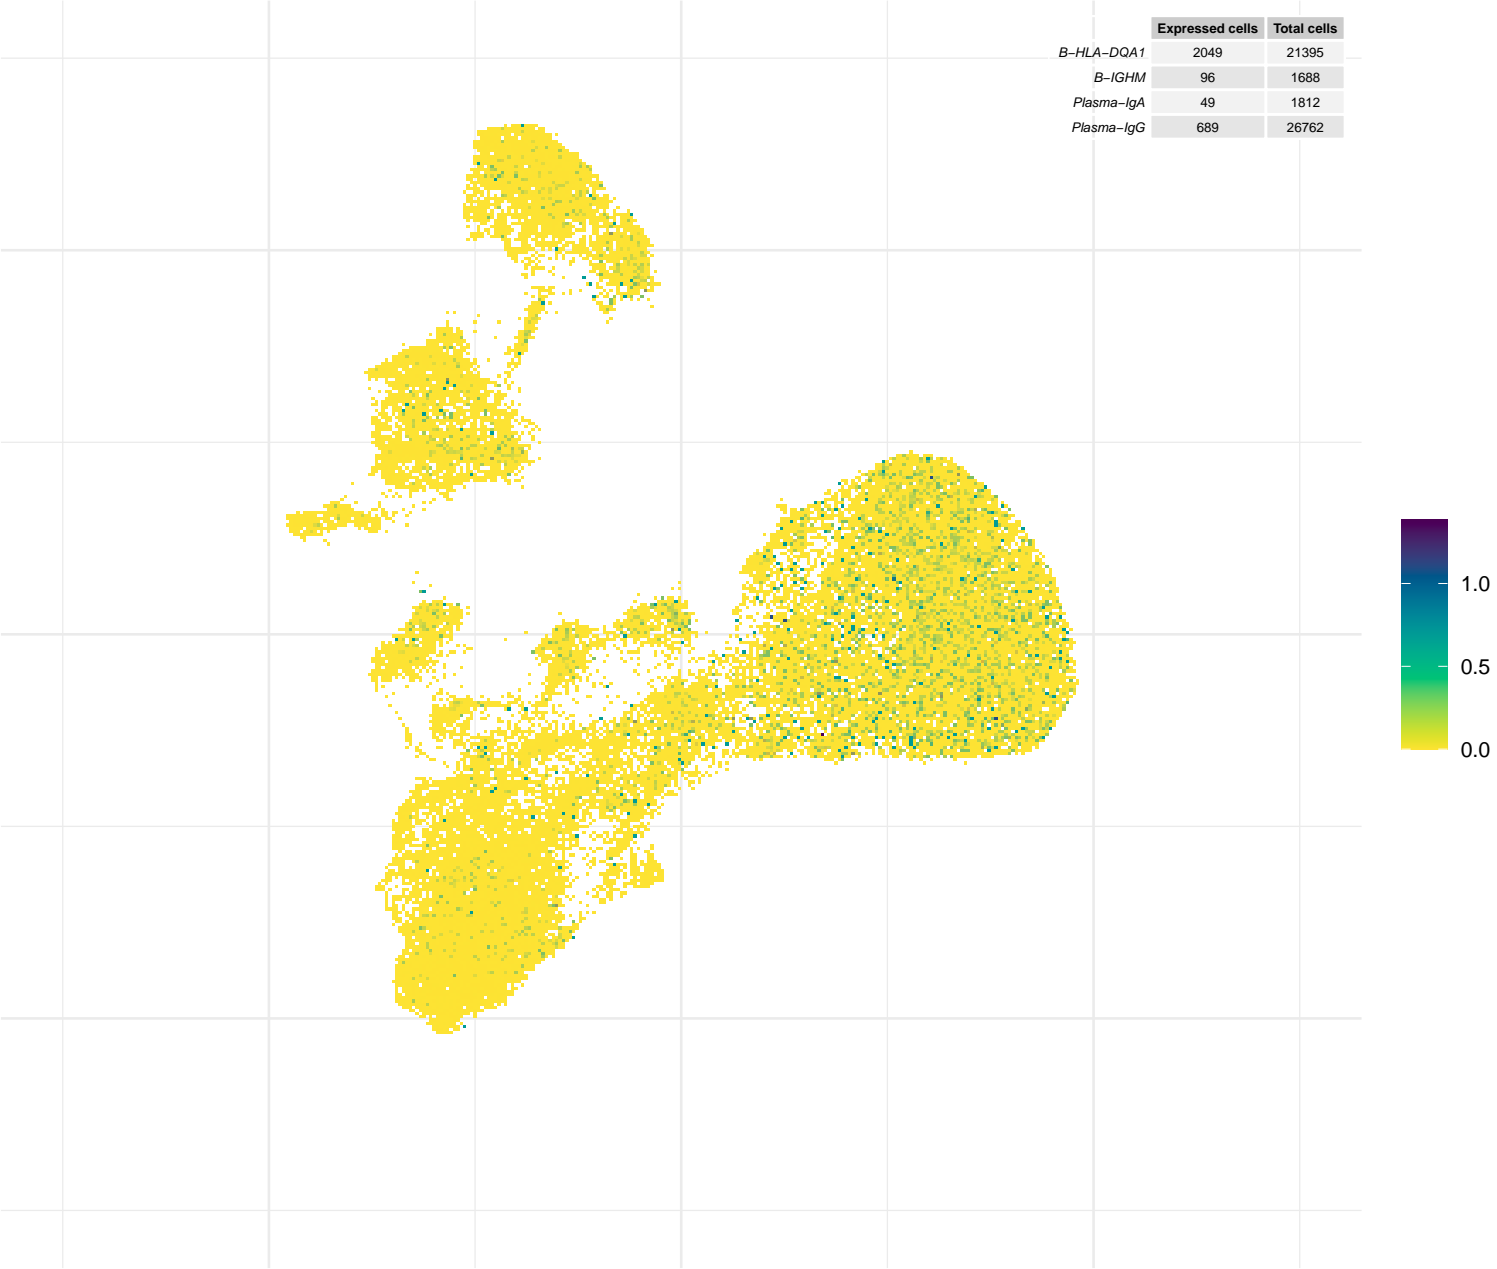 Expressed cells Total cells
B−HLA−DQA1 2049 21395
B−IGHM 96 1688
Plasma−IgA 49 1812
Plasma−IgG 689 26762
1.0
0.5
0.0